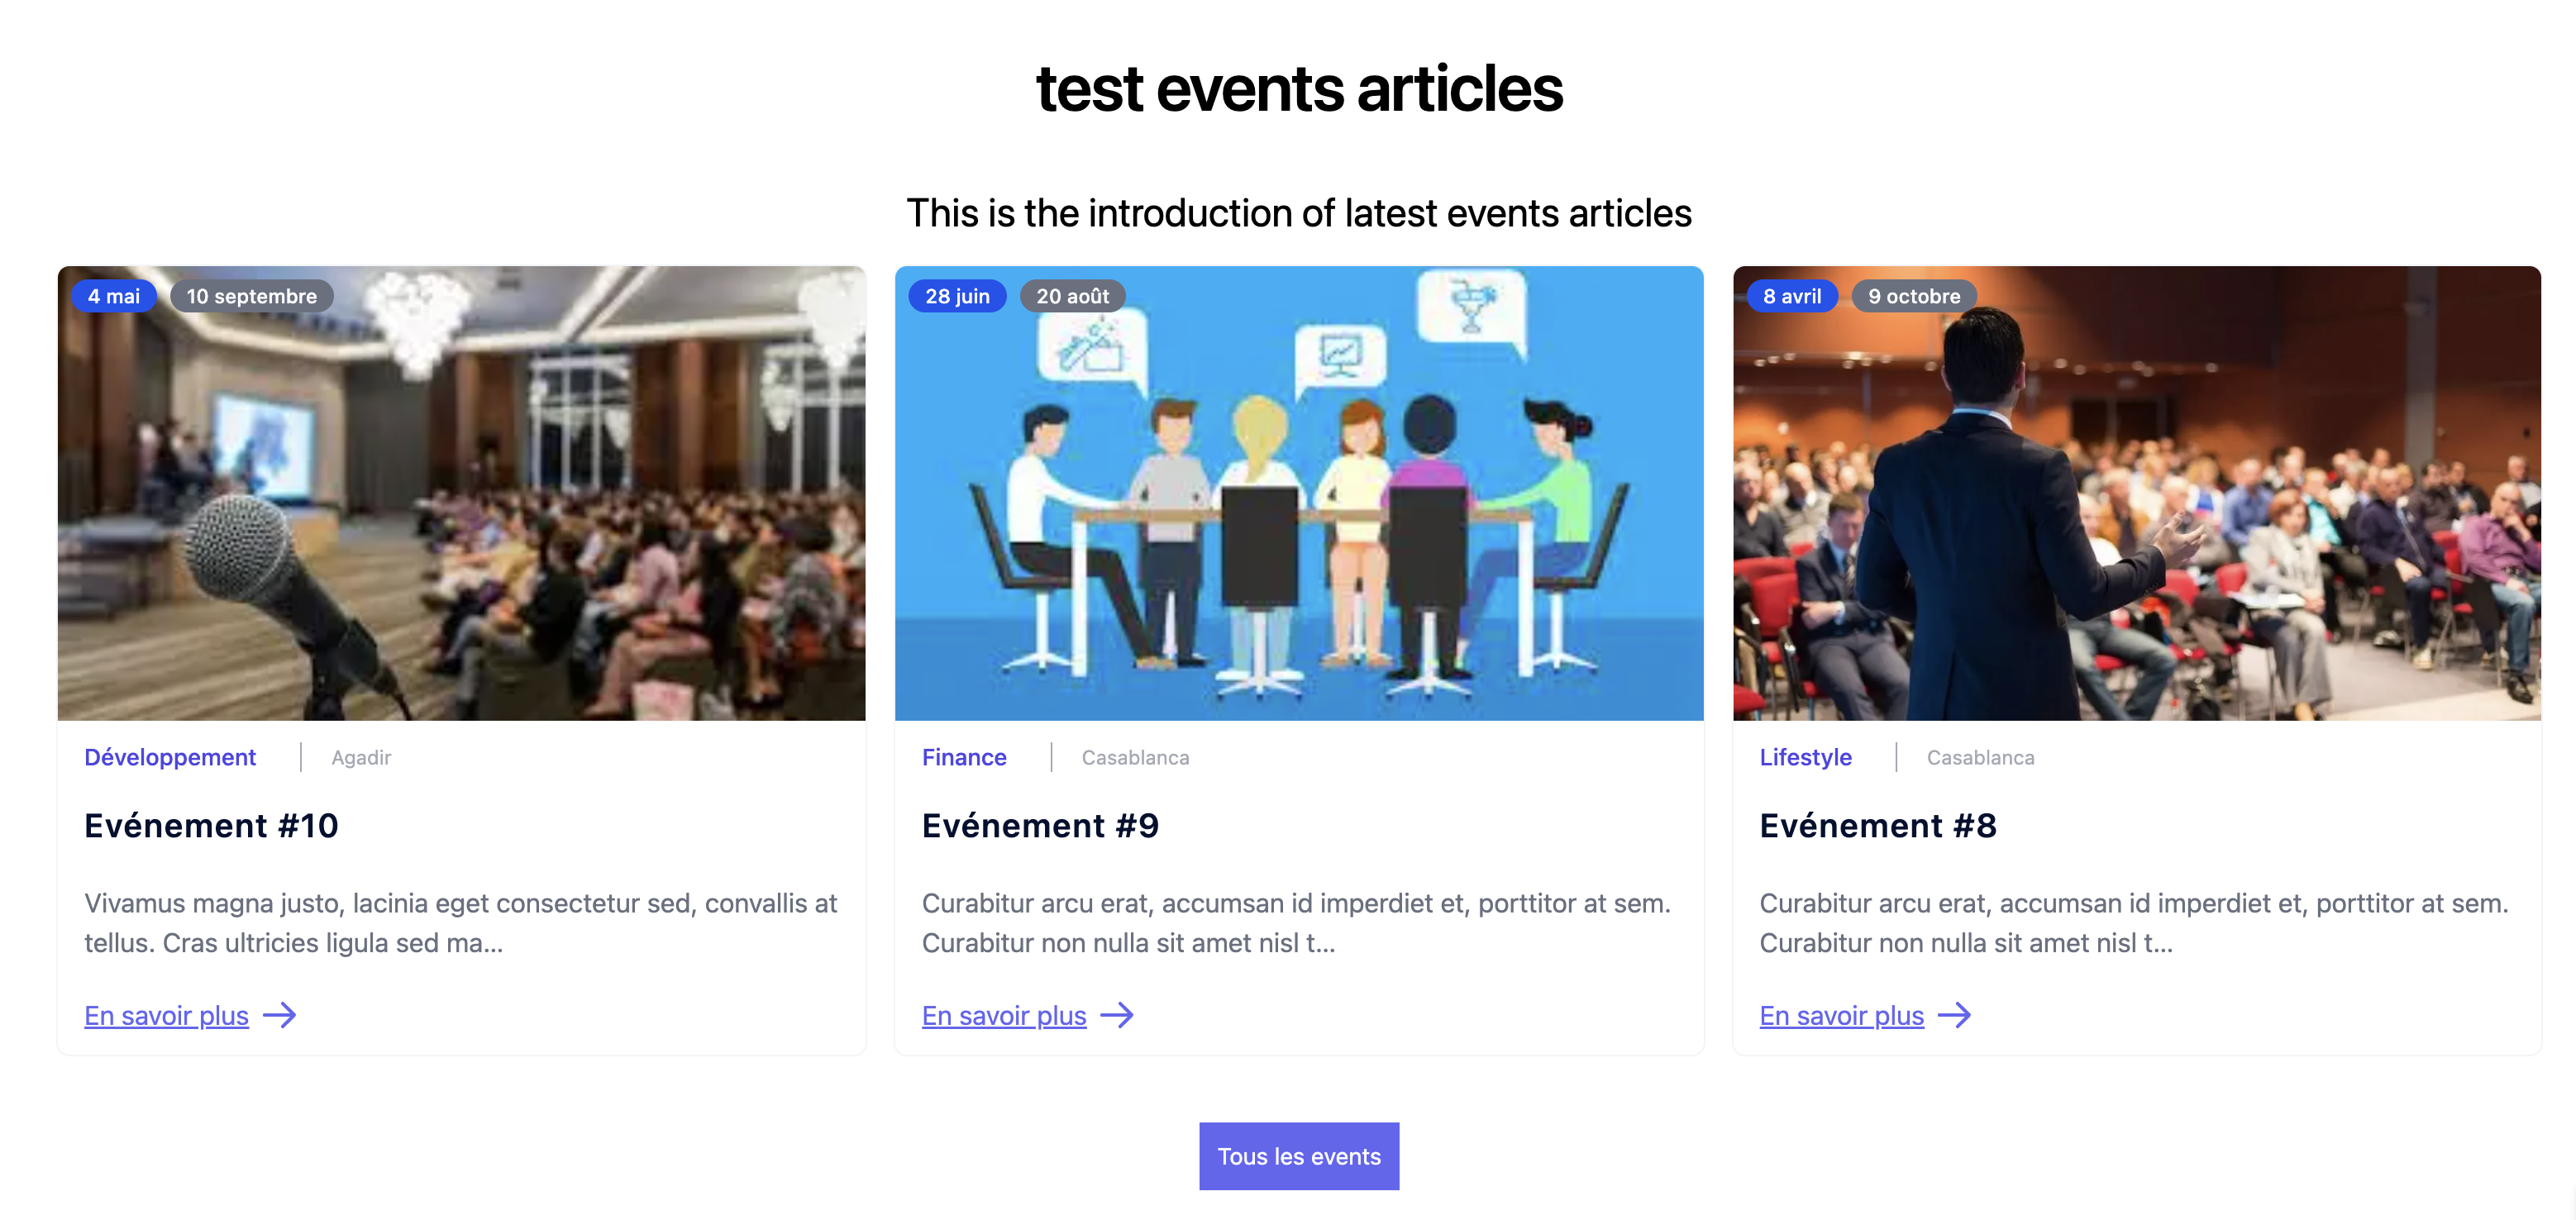 test events articles
This is the introduction of latest events articles
4 mai 10 septembre
28 juin 20 août
8 avril 9 octobre
Développement | Agadir
Evénement #10
Vivamus magna justo, lacinia eget consectetur sed, convallis at
tellus. Cras ultricies ligula sed ma...
En savoir plus
Finance | Casablanca
Evénement #9
Curabitur arcu erat, accumsan id imperdiet et, porttitor at sem.
Curabitur non nulla sit amet nisl t...
En savoir plus
Lifestyle | Casablanca
Evénement #8
Curabitur arcu erat, accumsan id imperdiet et, porttitor at sem.
Curabitur non nulla sit amet nisl t...
En savoir plus
Tous les events